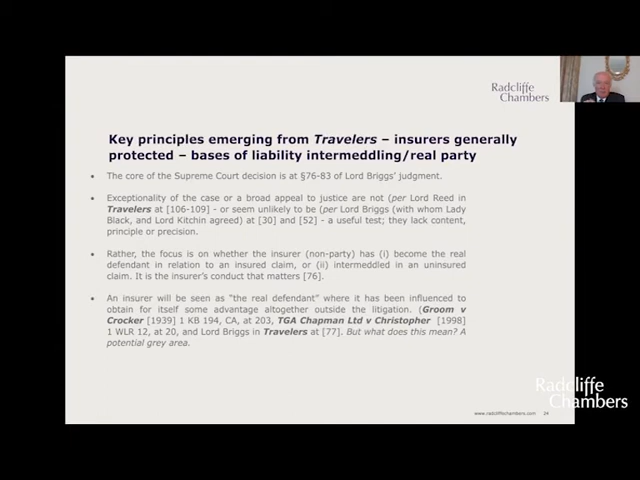 Radcliffe
Chambers
Key principles emerging from Travelers – insurers generally
protected – bases of liability intermeddling/real party
• The core of the Supreme Court decision is at §76-83 of Lord Briggs' judgment.
• Exceptionality of the case or a broad appeal to justice are not (per Lord Reed in
Travelers at [106-109] - or seem unlikely to be (per Lord Briggs (with whom Lady
Black, and Lord Kitchin agreed) at [30] and [52] - a useful test; they lack content,
principle or precision.
• Rather, the focus is on whether the insurer (non-party) has (i) become the real
defendant in relation to an insured claim, or (ii) intermeddled in an uninsured
claim. It is the insurer's conduct that matters [76].
• An insurer will be seen as "the real defendant" where it has been influenced to
obtain for itself some advantage altogether outside the litigation. (Groom v
Crocker [1939] 1 KB 194, CA, at 203, TGA Chapman Ltd v Christopher [1998]
1 WLR 12, at 20, and Lord Briggs in Travelers at [77]. But what does this mean? A
potential grey area.
Radcliffe
Chambers
www.radcliffechambers.com 24